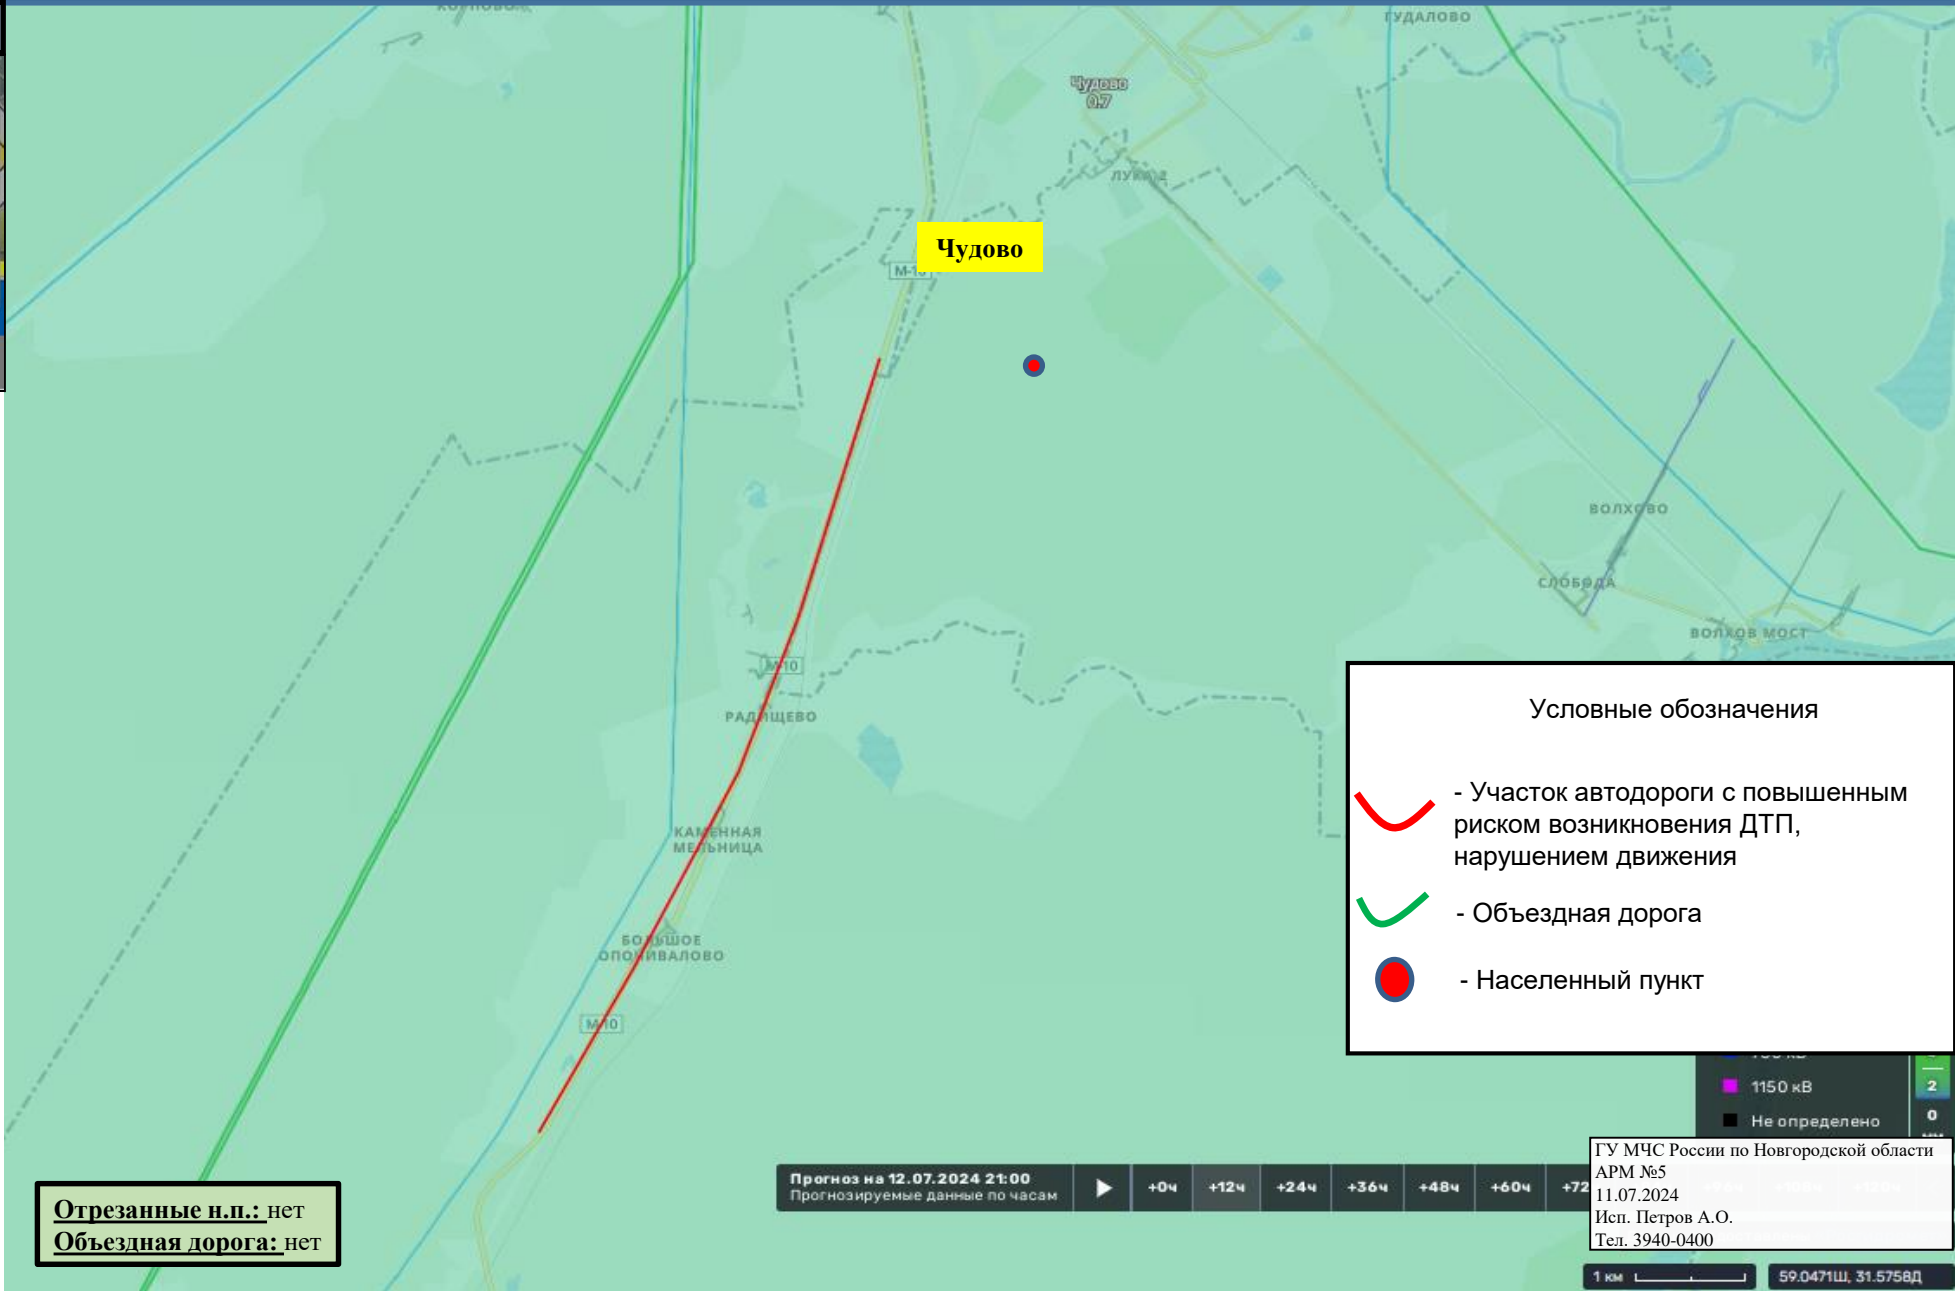 ГУДАЛОВО
Чудово
0.7
ЛУКА 2
Чудово
М-10
ВОЛХОВО
СЛОБОДА
ВОЛХОВ МОСТ
М-10
РАДИЩЕВО
КАМЕННАЯ
МЕЛЬНИЦА
БОЛЬШОЕ
ОПОЧИВАЛОВО
М-10
Условные обозначения
- Участок автодороги с повышенным
риском возникновения ДТП,
нарушением движения
- Объездная дорога
- Населенный пункт
1150 кВ
Не определено
2
0
Отрезанные н.п.: нет
Объездная дорога: нет
Прогноз на 12.07.2024 21:00
Прогнозируемые данные по часам
+0ч +12ч +24ч +36ч +48ч +60ч +72
ГУ МЧС России по Новгородской области
АРМ №5
11.07.2024
Исп. Петров А.О.
Тел. 3940-0400
1 км
59.0471Ш, 31.5758Д